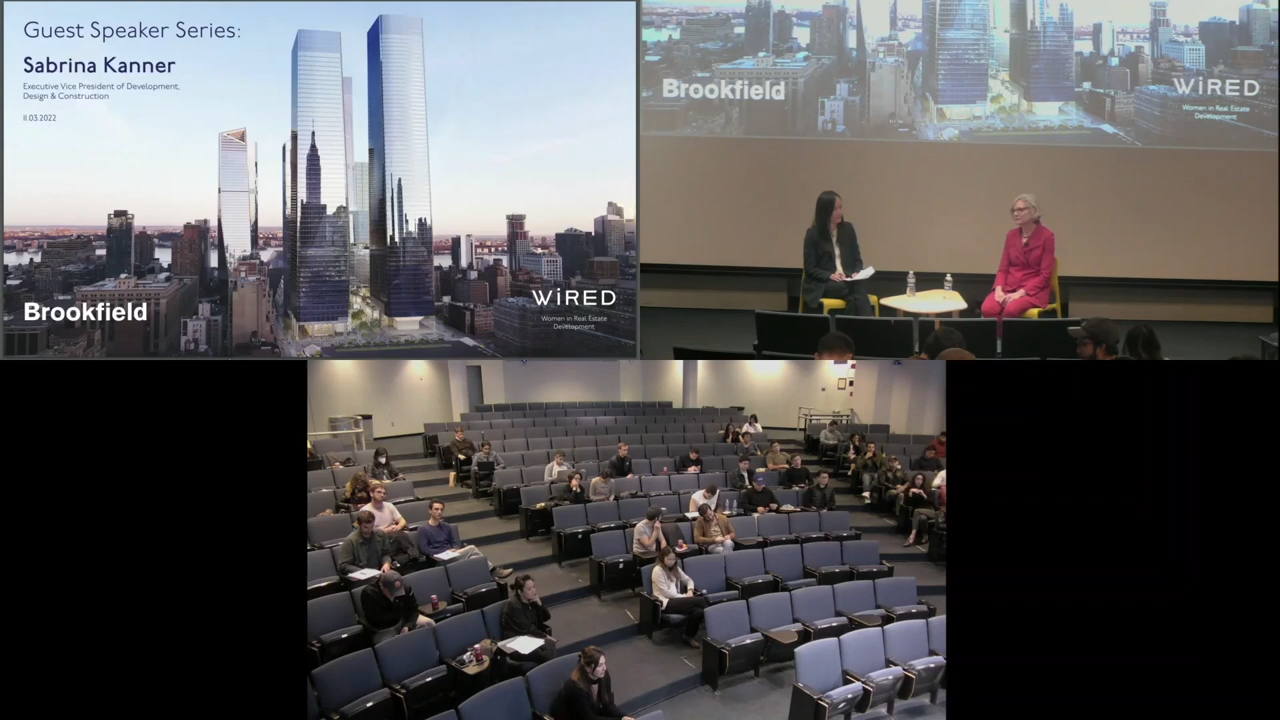 Guest Speaker Series:
Sabrina Kanner
Executive Vice President of Development,
Design & Construction
11.03.2022
Brookfield
WiRED
Women in Real Estate
Development
Brookfield
WiRED
Women in Real Estate
Development